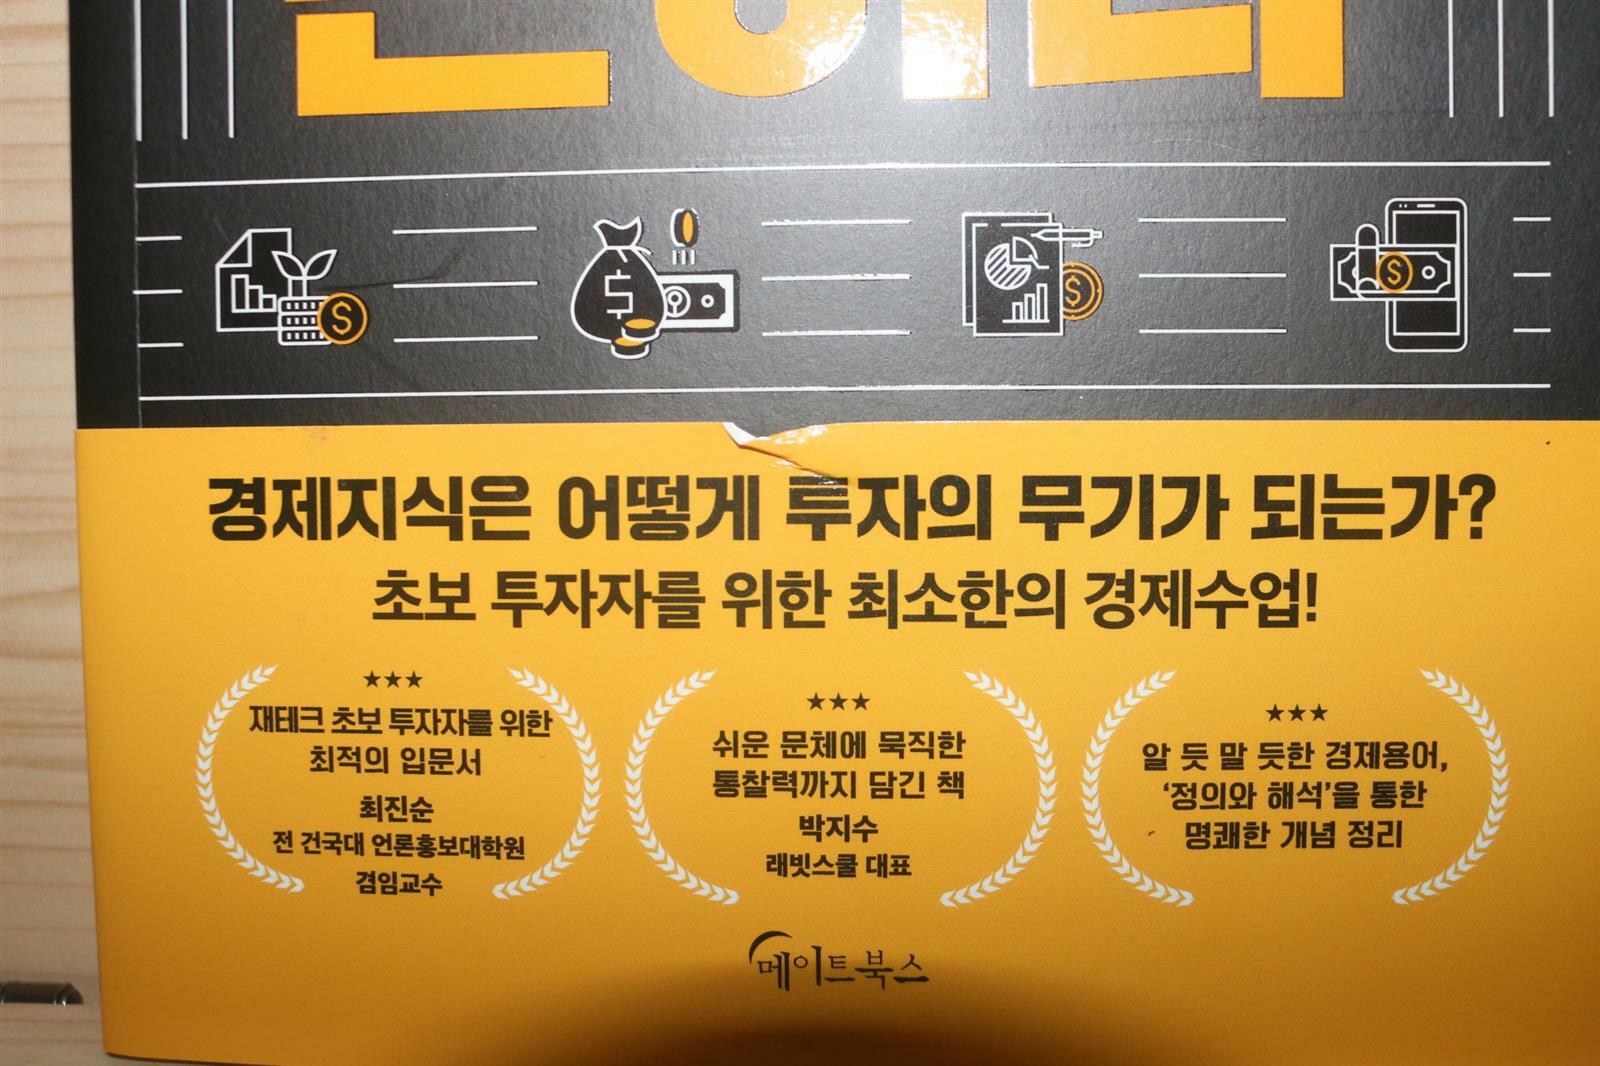 경제지식은 어떻게 투자의 무기가 되는가?
초보 투자자를 위한 최소한의 경제수업!
★★★
재테크 초보 투자자를 위한
최적의 입문서
최진순
전 건국대 언론홍보대학원
겸임교수
★★★
쉬운 문체에 묵직한
통찰력까지 담긴 책
박지수
래빗스쿨 대표
★★★
알 듯 말 듯한 경제용어,
‘정의와 해석’을 통한
명쾌한 개념 정리
메이트북스